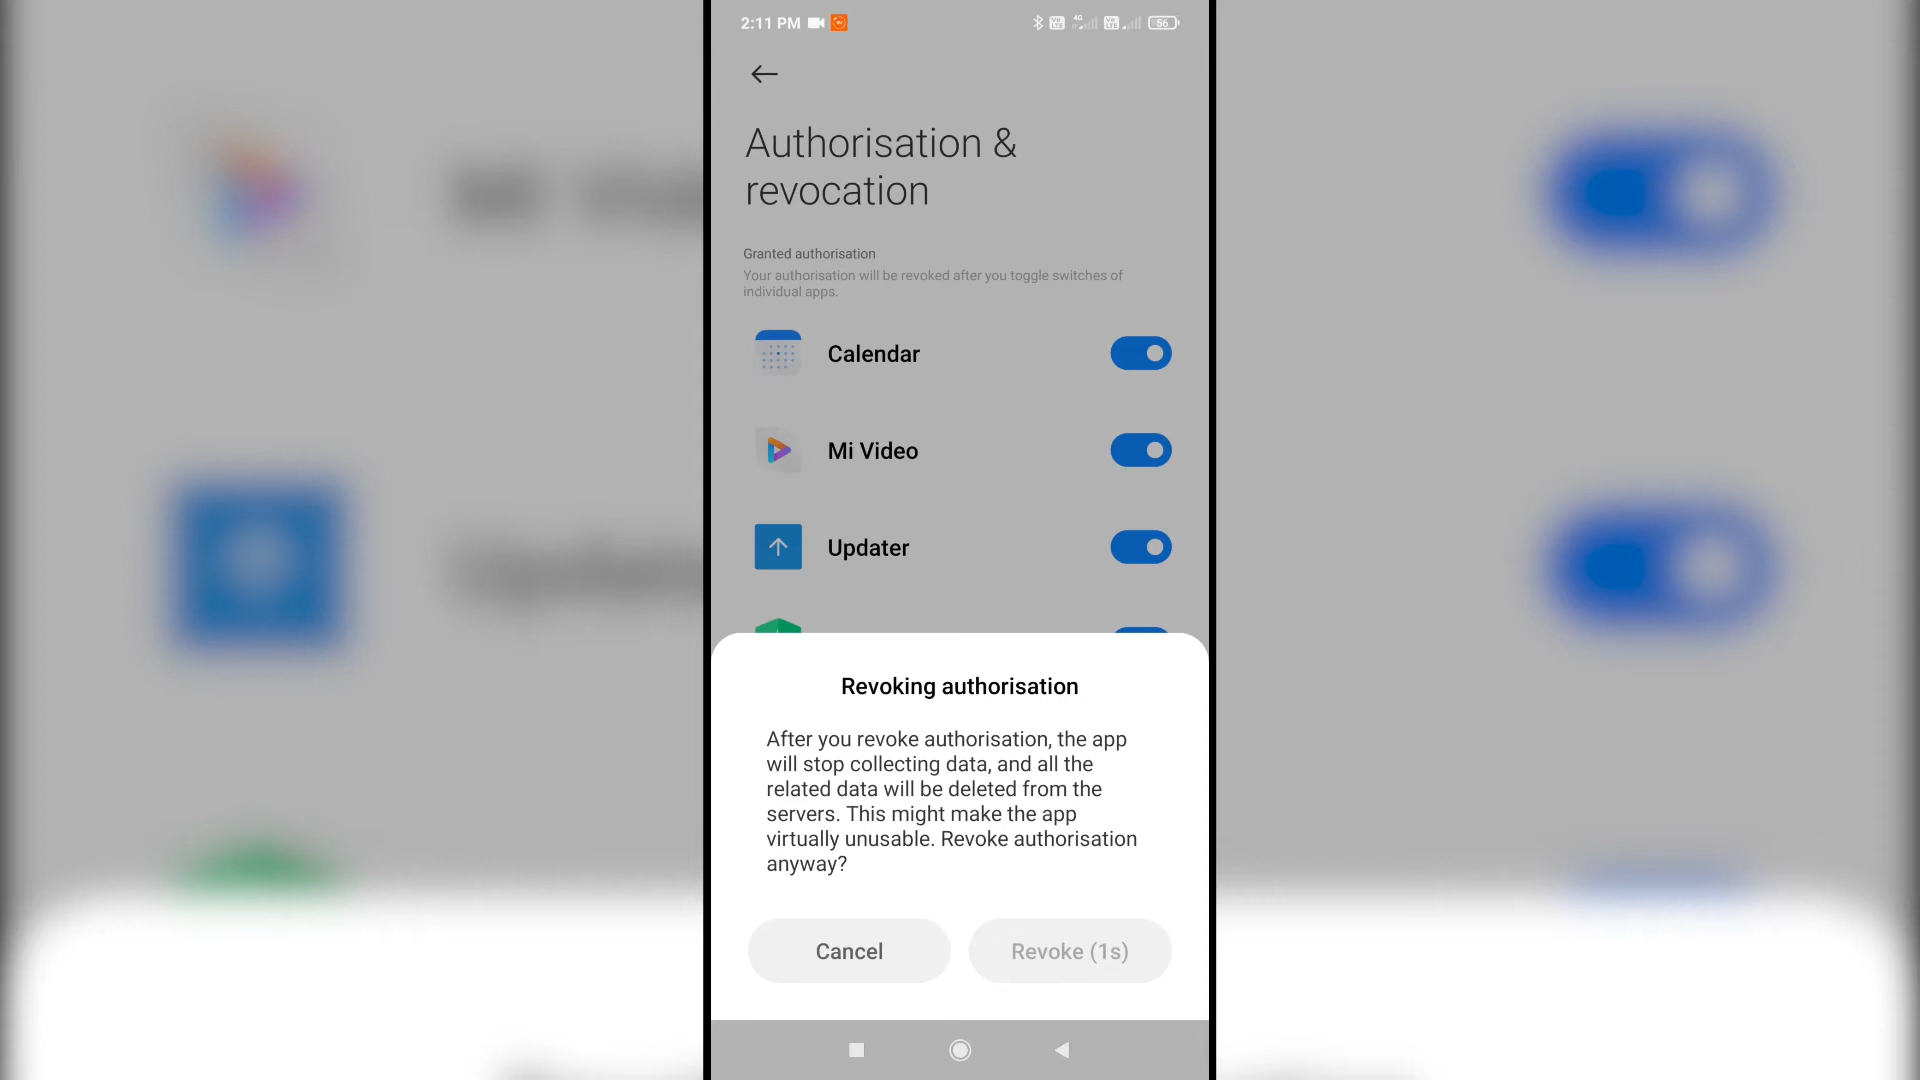 2:11 PM
56
Authorisation &
revocation
Granted authorisation
Your authorisation will be revoked after you toggle switches of
individual apps.
Calendar
Mi Video
Updater
Revoking authorisation
After you revoke authorisation, the app
will stop collecting data, and all the
related data will be deleted from the
servers. This might make the app
virtually unusable. Revoke authorisation
anyway?
Cancel
Revoke (1s)